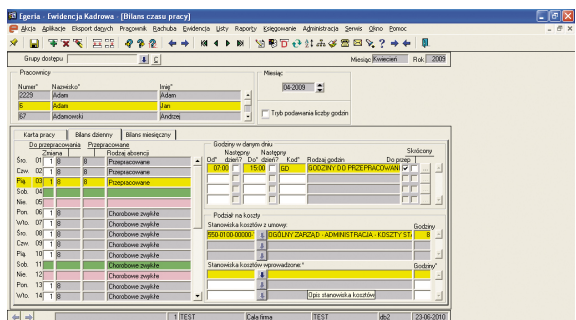 Egeria - Ewidencja Kadrowa - [Bilans czasu pracy]
Akcja Aplikacje Eksport danych Pracownik Rachuba Ewidencja Listy Raporty Księgowanie Administracja Serwis Okno Pomoc
Grupy dostępu C Miesiąc Kwiecień Rok 2009
Pracownicy Miesiąc
Numer* Nazwisko* Imię* 04-2009
2229 Adam Adam
6 Adam Jan
67 Adamowski Andrzej Tryb podawania liczby godzin
Karta pracy Bilans dzienny Bilans miesięczny
Do przepracowania Przepracowane
Zmiana Rodzaj absencji
Śro. 01 1 8 8 Przepracowane
Czw. 02 1 8 8 Przepracowane
Pią. 03 1 8 8 Przepracowane
Sob. 04
Nie. 05
Pon. 06 1 8 Chorobowe zwykłe
Wto. 07 1 8 Chorobowe zwykłe
Śro. 08 1 8 Chorobowe zwykłe
Czw. 09 1 8 Chorobowe zwykłe
Pią. 10 1 8 Chorobowe zwykłe
Sob. 11 Chorobowe zwykłe
Nie. 12 Chorobowe zwykłe
Pon. 13 1 8 Chorobowe zwykłe
Wto. 14 1 8 Chorobowe zwykłe
Godziny w danym dniu
Następny Następny Skrócony
Od* dzień? Do* dzień? Kod* Rodzaj godzin Do przep
07:00 15:00 GD GODZINY DO PRZEPRACOWANI
Podział na koszty
Stanowiska kosztów z umowy: Godziny
550-0100-00000- OGÓLNY ZARZĄD - ADMINISTRACJA - KOSZTY STA 8
Stanowiska kosztów wprowadzone:* Godziny*
Opis stanowiska kosztów
1 TEST Cała firma TEST db2 23-06-2010